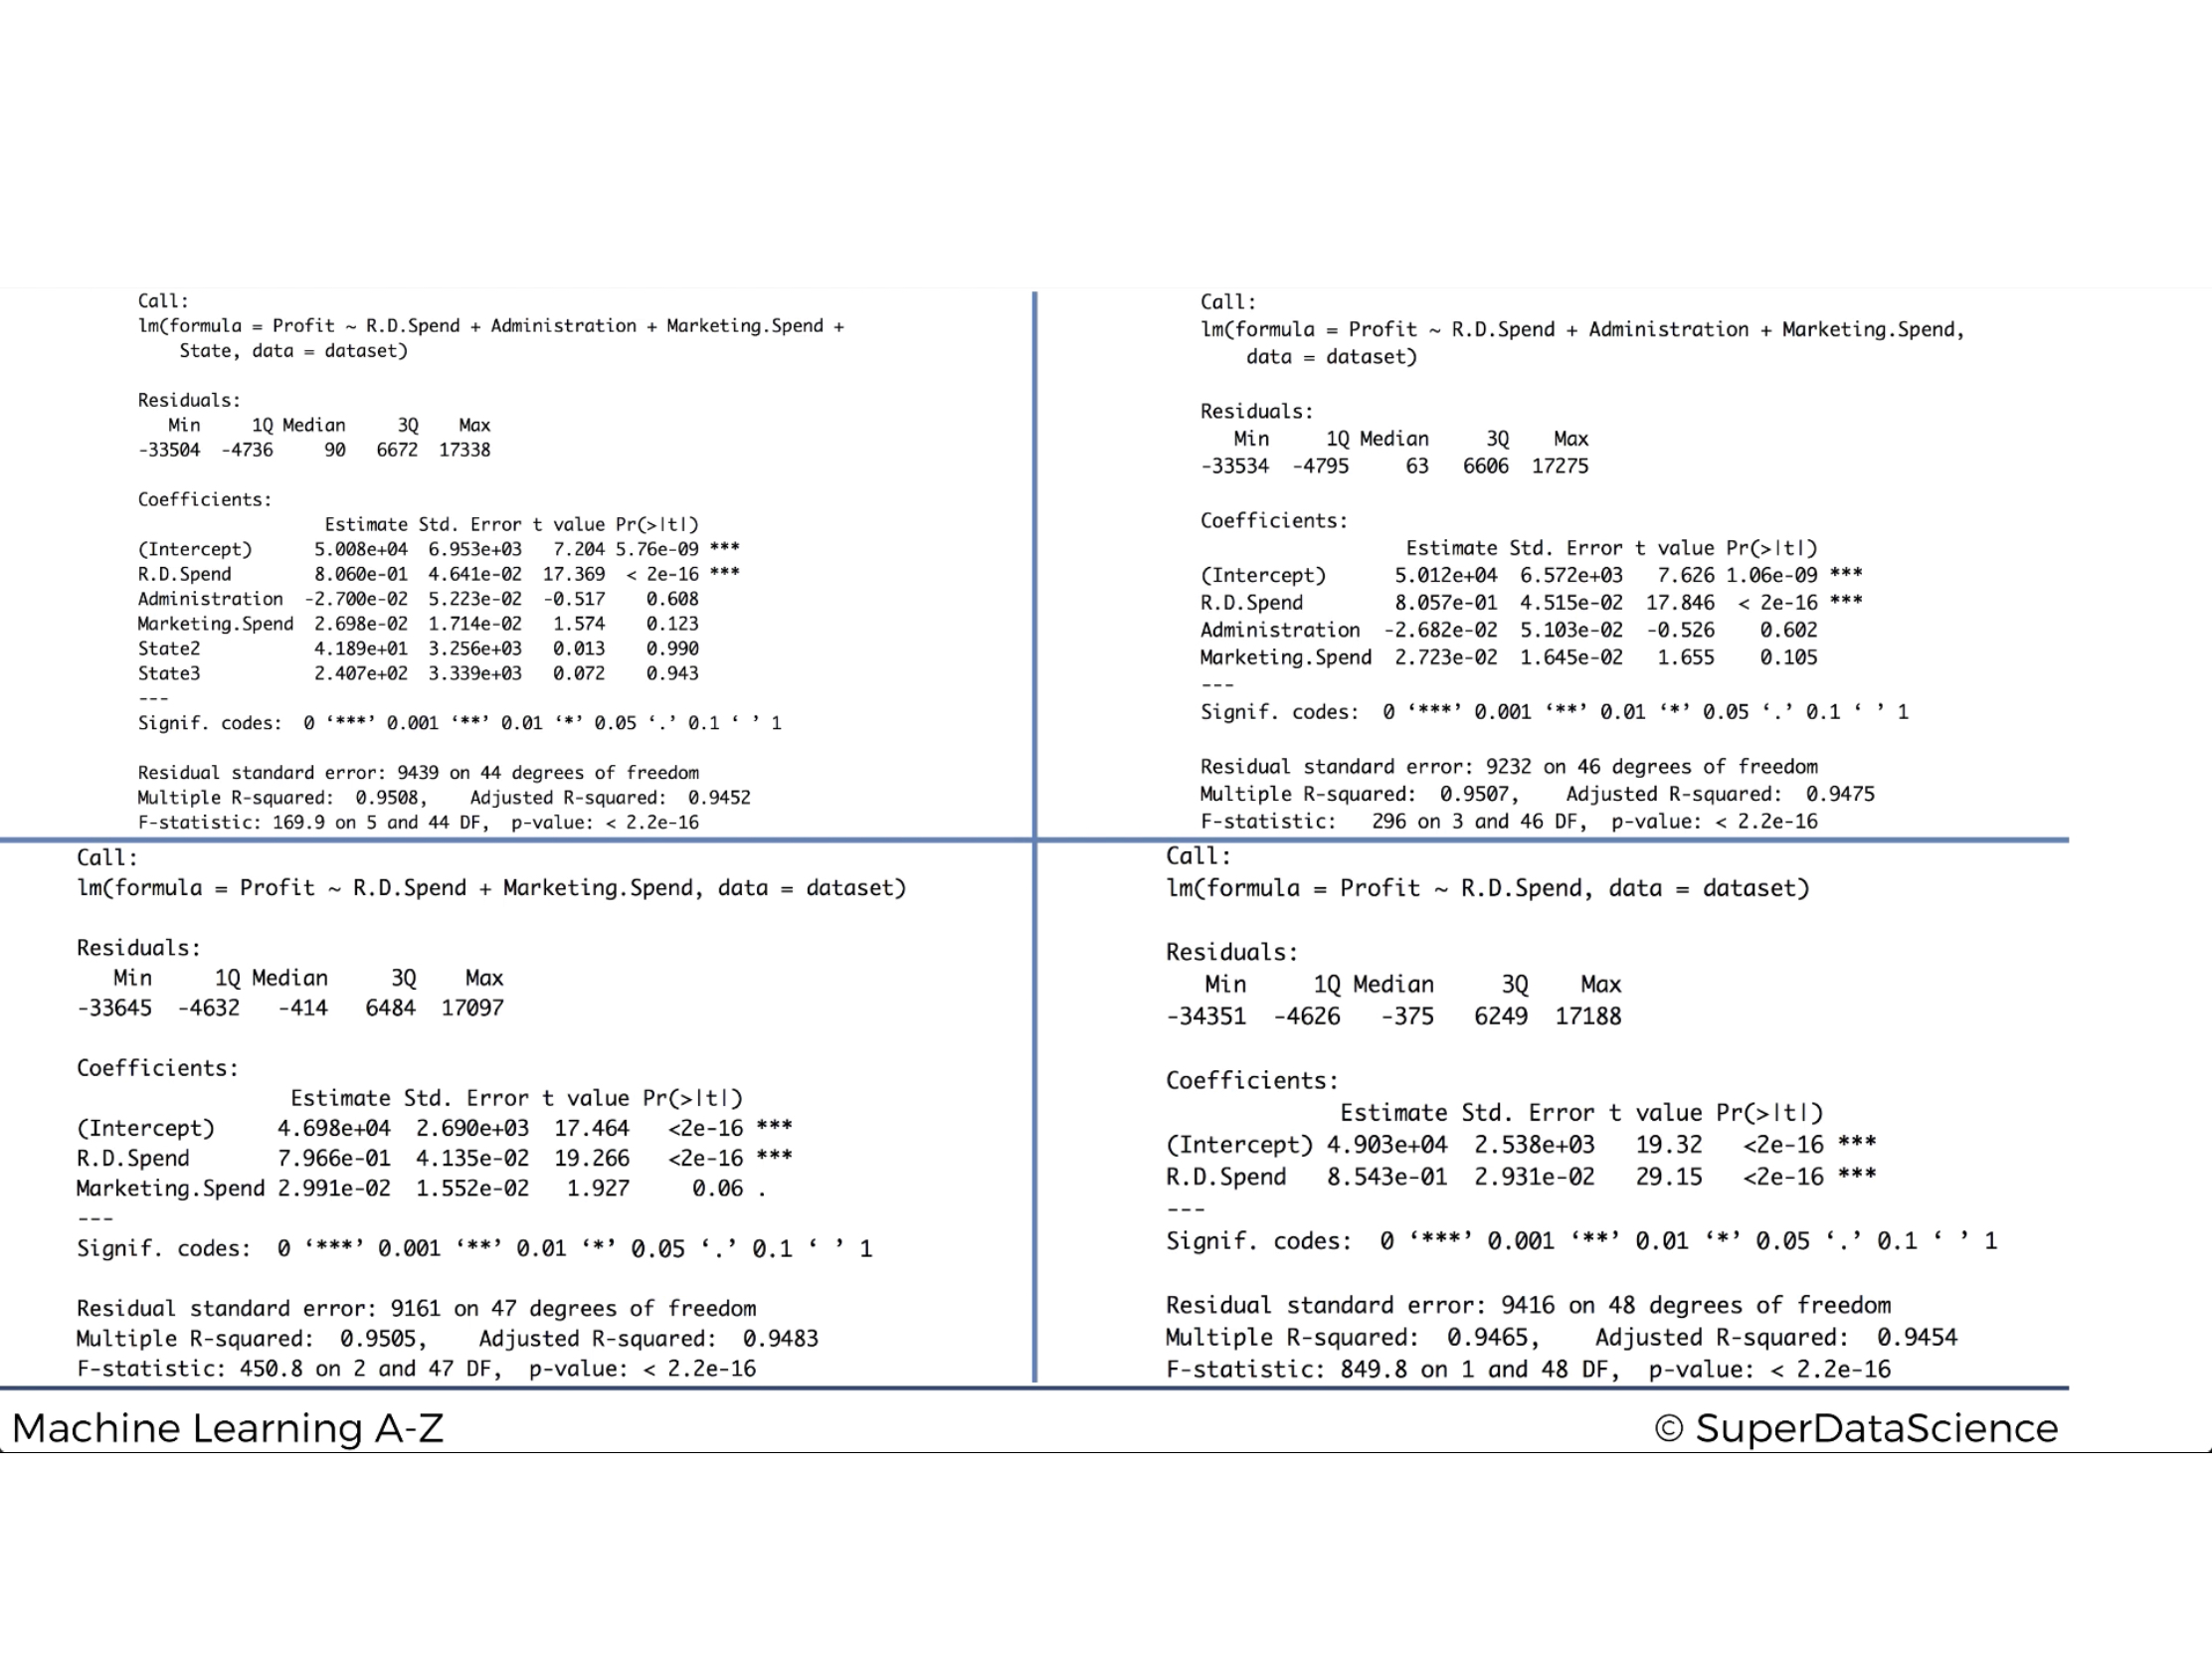 Call:
lm(formula = Profit ~ R.D.Spend + Administration + Marketing.Spend +
    State, data = dataset)
Residuals:
   Min     1Q Median     3Q    Max
-33504  -4736     90   6672  17338
Coefficients:
                  Estimate Std. Error t value Pr(>|t|)
(Intercept)      5.008e+04  6.953e+03   7.204 5.76e-09 ***
R.D.Spend        8.060e-01  4.641e-02  17.369  < 2e-16 ***
Administration  -2.700e-02  5.223e-02  -0.517    0.608
Marketing.Spend  2.698e-02  1.714e-02   1.574    0.123
State2           4.189e+01  3.256e+03   0.013    0.990
State3           2.407e+02  3.339e+03   0.072    0.943
---
Signif. codes:  0 ‘***’ 0.001 ‘**’ 0.01 ‘*’ 0.05 ‘.’ 0.1 ‘ ’ 1
Residual standard error: 9439 on 44 degrees of freedom
Multiple R-squared:  0.9508,    Adjusted R-squared:  0.9452
F-statistic: 169.9 on 5 and 44 DF,  p-value: < 2.2e-16
Call:
lm(formula = Profit ~ R.D.Spend + Administration + Marketing.Spend,
    data = dataset)
Residuals:
   Min     1Q Median     3Q    Max
-33534  -4795     63   6606  17275
Coefficients:
                  Estimate Std. Error t value Pr(>|t|)
(Intercept)      5.012e+04  6.572e+03   7.626 1.06e-09 ***
R.D.Spend        8.057e-01  4.515e-02  17.846  < 2e-16 ***
Administration  -2.682e-02  5.103e-02  -0.526    0.602
Marketing.Spend  2.723e-02  1.645e-02   1.655    0.105
---
Signif. codes:  0 ‘***’ 0.001 ‘**’ 0.01 ‘*’ 0.05 ‘.’ 0.1 ‘ ’ 1
Residual standard error: 9232 on 46 degrees of freedom
Multiple R-squared:  0.9507,    Adjusted R-squared:  0.9475
F-statistic:   296 on 3 and 46 DF,  p-value: < 2.2e-16
Call:
lm(formula = Profit ~ R.D.Spend + Marketing.Spend, data = dataset)
Residuals:
   Min     1Q Median     3Q    Max
-33645  -4632   -414   6484  17097
Coefficients:
                 Estimate Std. Error t value Pr(>|t|)
(Intercept)     4.698e+04  2.690e+03  17.464   <2e-16 ***
R.D.Spend       7.966e-01  4.135e-02  19.266   <2e-16 ***
Marketing.Spend 2.991e-02  1.552e-02   1.927     0.06 .
---
Signif. codes:  0 ‘***’ 0.001 ‘**’ 0.01 ‘*’ 0.05 ‘.’ 0.1 ‘ ’ 1
Residual standard error: 9161 on 47 degrees of freedom
Multiple R-squared:  0.9505,    Adjusted R-squared:  0.9483
F-statistic: 450.8 on 2 and 47 DF,  p-value: < 2.2e-16
Call:
lm(formula = Profit ~ R.D.Spend, data = dataset)
Residuals:
   Min     1Q Median     3Q    Max
-34351  -4626   -375   6249  17188
Coefficients:
             Estimate Std. Error t value Pr(>|t|)
(Intercept) 4.903e+04  2.538e+03   19.32   <2e-16 ***
R.D.Spend   8.543e-01  2.931e-02   29.15   <2e-16 ***
---
Signif. codes:  0 ‘***’ 0.001 ‘**’ 0.01 ‘*’ 0.05 ‘.’ 0.1 ‘ ’ 1
Residual standard error: 9416 on 48 degrees of freedom
Multiple R-squared:  0.9465,    Adjusted R-squared:  0.9454
F-statistic: 849.8 on 1 and 48 DF,  p-value: < 2.2e-16
Machine Learning A-Z
© SuperDataScience